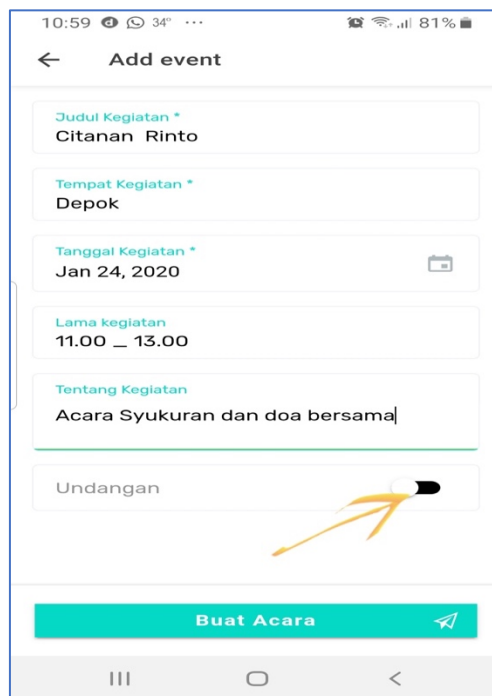 10:59 34° ... 81%
Add event
Judul Kegiatan *
Citanan Rinto
Tempat Kegiatan *
Depok
Tanggal Kegiatan *
Jan 24, 2020
Lama kegiatan
11.00 _ 13.00
Tentang Kegiatan
Acara Syukuran dan doa bersama
Undangan
Buat Acara